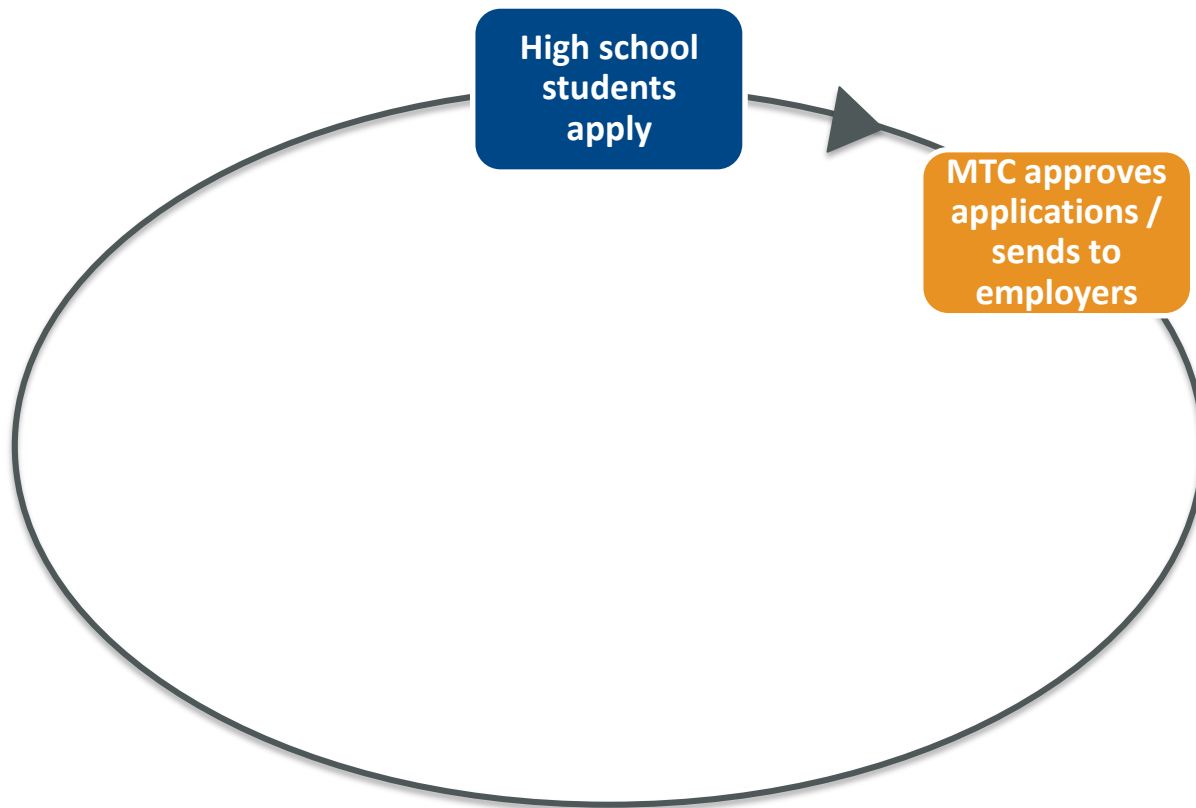 High school
students
apply
MTC approves
applications /
sends to
employers